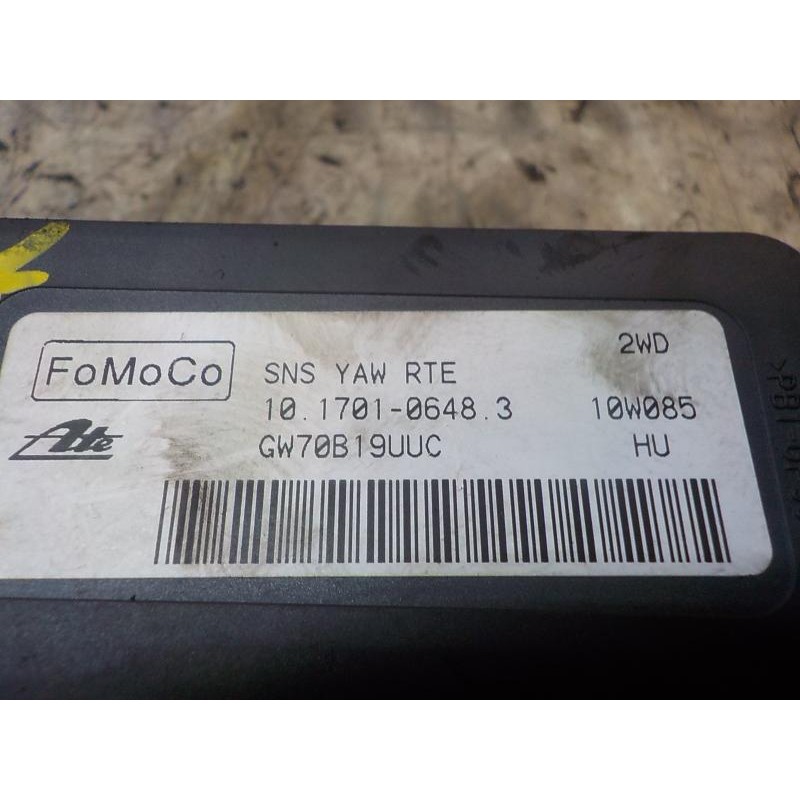 FoMoCo SNS YAW RTE 2WD
10.1701-0648.3 10W085
Ate GW70B19UUC HU